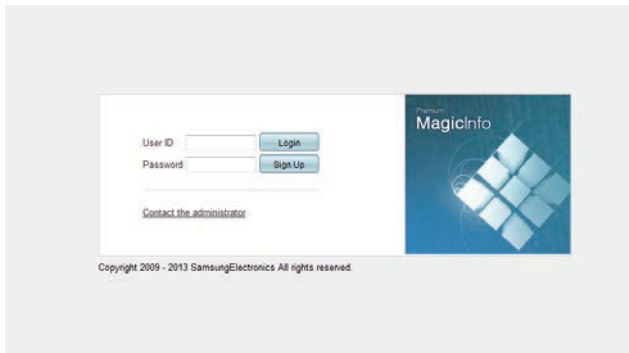 Premium
MagicInfo
User ID
Login
Password
Sign Up
Contact the administrator
Copyright 2009 - 2013 SamsungElectronics All rights reserved.